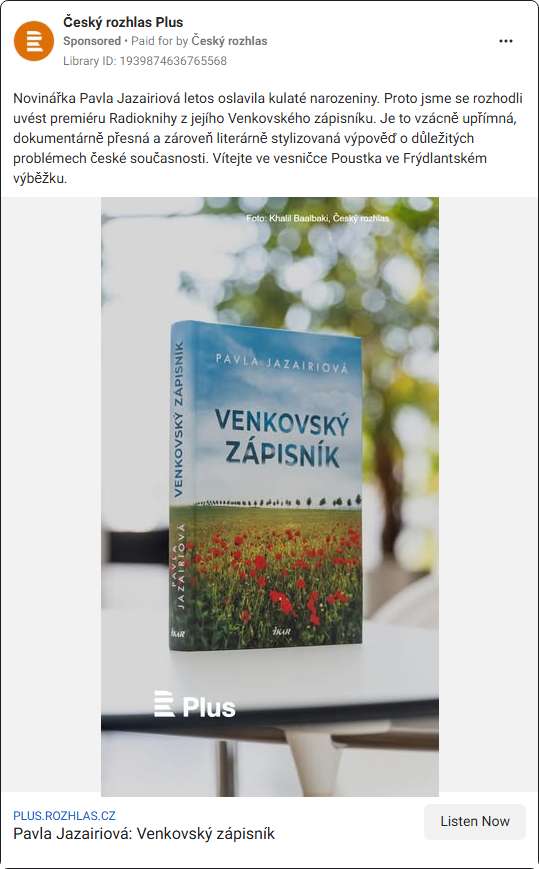 Český rozhlas Plus
Sponsored • Paid for by Český rozhlas
Library ID: 1939874636765568
Novinářka Pavla Jazairiová letos oslavila kulaté narozeniny. Proto jsme se rozhodli
uvést premiéru Radioknihy z jejího Venkovského zápisníku. Je to vzácně upřímná,
dokumentárně přesná a zároveň literárně stylizovaná výpověď o důležitých
problémech české současnosti. Vítejte ve vesničce Poustka ve Frýdlantském
výběžku.
Foto: Khalil Baalbaki, Český rozhlas
PAVLA JAZAIRIOVÁ
VENKOVSKÝ ZÁPISNÍK
PAVLA JAZAIRIOVÁ
VENKOVSKÝ
ZÁPISNÍK
IKAR
IKAR
Plus
PLUS.ROZHLAS.CZ
Pavla Jazairiová: Venkovský zápisník
Listen Now